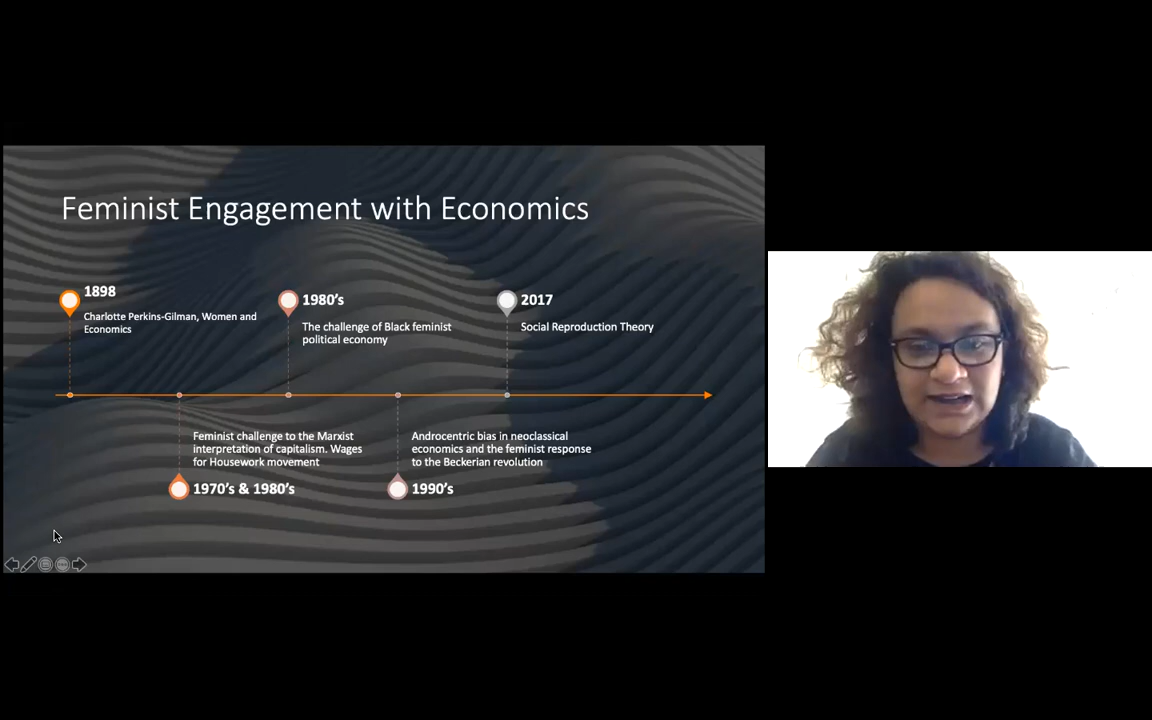 Feminist Engagement with Economics
1898
Charlotte Perkins-Gilman, Women and
Economics
1980's
The challenge of Black feminist
political economy
2017
Social Reproduction Theory
Feminist challenge to the Marxist
interpretation of capitalism. Wages
for Housework movement
1970's & 1980's
Androcentric bias in neoclassical
economics and the feminist response
to the Beckerian revolution
1990's